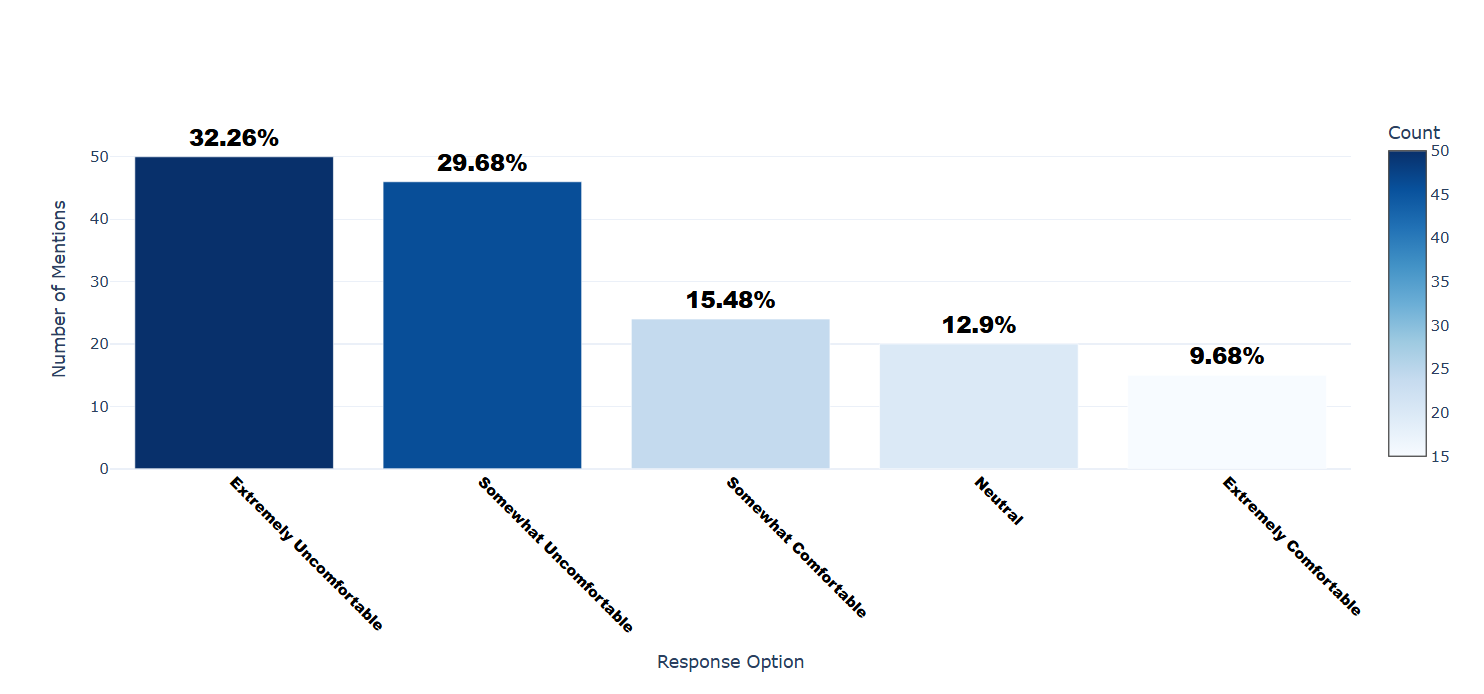 Count
32.26%
29.68%
15.48%
12.9%
9.68%
50
40
30
20
10
0
Number of Mentions
50
45
40
35
30
25
20
15
Extremely Uncomfortable
Somewhat Uncomfortable
Somewhat Comfortable
Neutral
Extremely Comfortable
Response Option